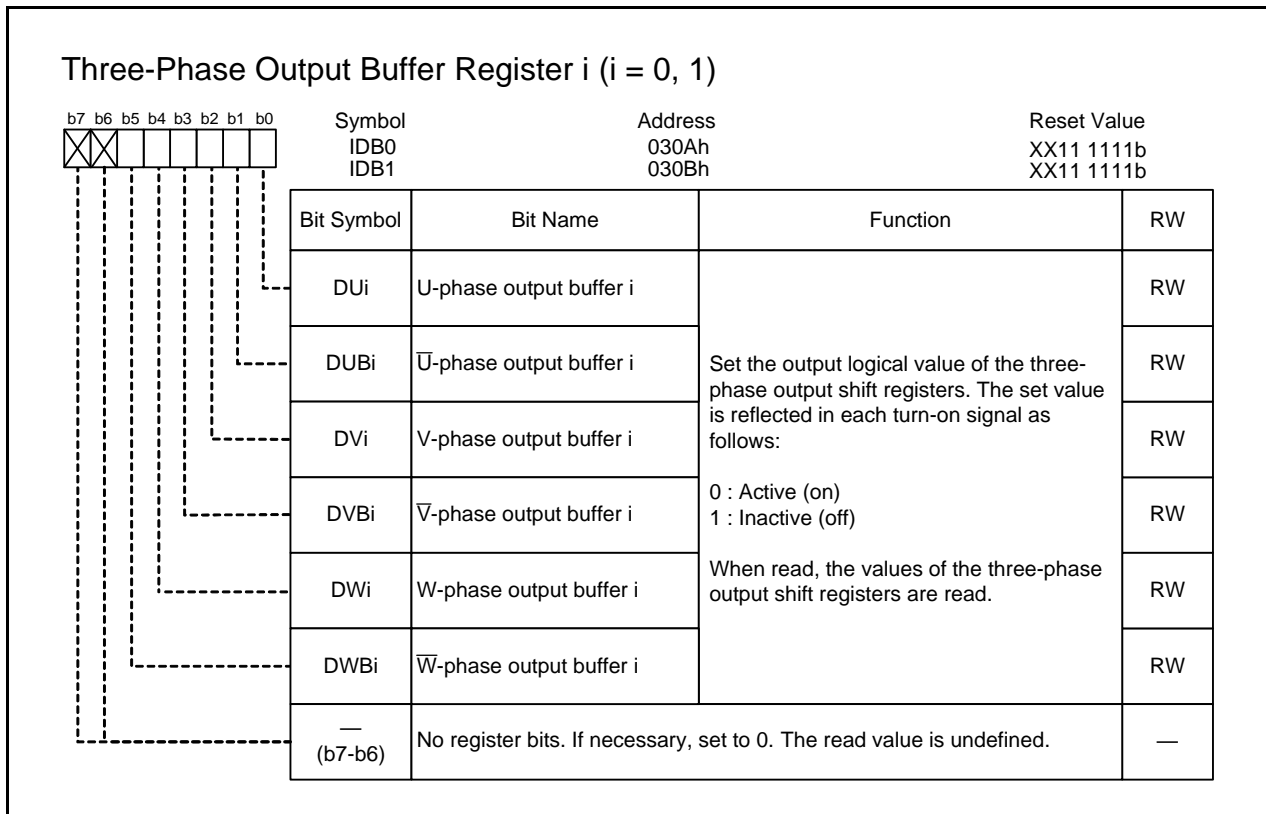 Three-Phase Output Buffer Register i (i = 0, 1)
b7 b6 b5 b4 b3 b2 b1 b0
Symbol Address Reset Value
IDB0 030Ah XX11 1111b
IDB1 030Bh XX11 1111b
Bit Symbol Bit Name Function RW
DUi U-phase output buffer i RW
DUBi U̅-phase output buffer i RW
DVi V-phase output buffer i RW
DVBi V̅-phase output buffer i RW
DWi W-phase output buffer i RW
DWBi W̅-phase output buffer i RW
Set the output logical value of the three-
phase output shift registers. The set value
is reflected in each turn-on signal as
follows:
0 : Active (on)
1 : Inactive (off)
When read, the values of the three-phase
output shift registers are read.
—
(b7-b6) No register bits. If necessary, set to 0. The read value is undefined. —